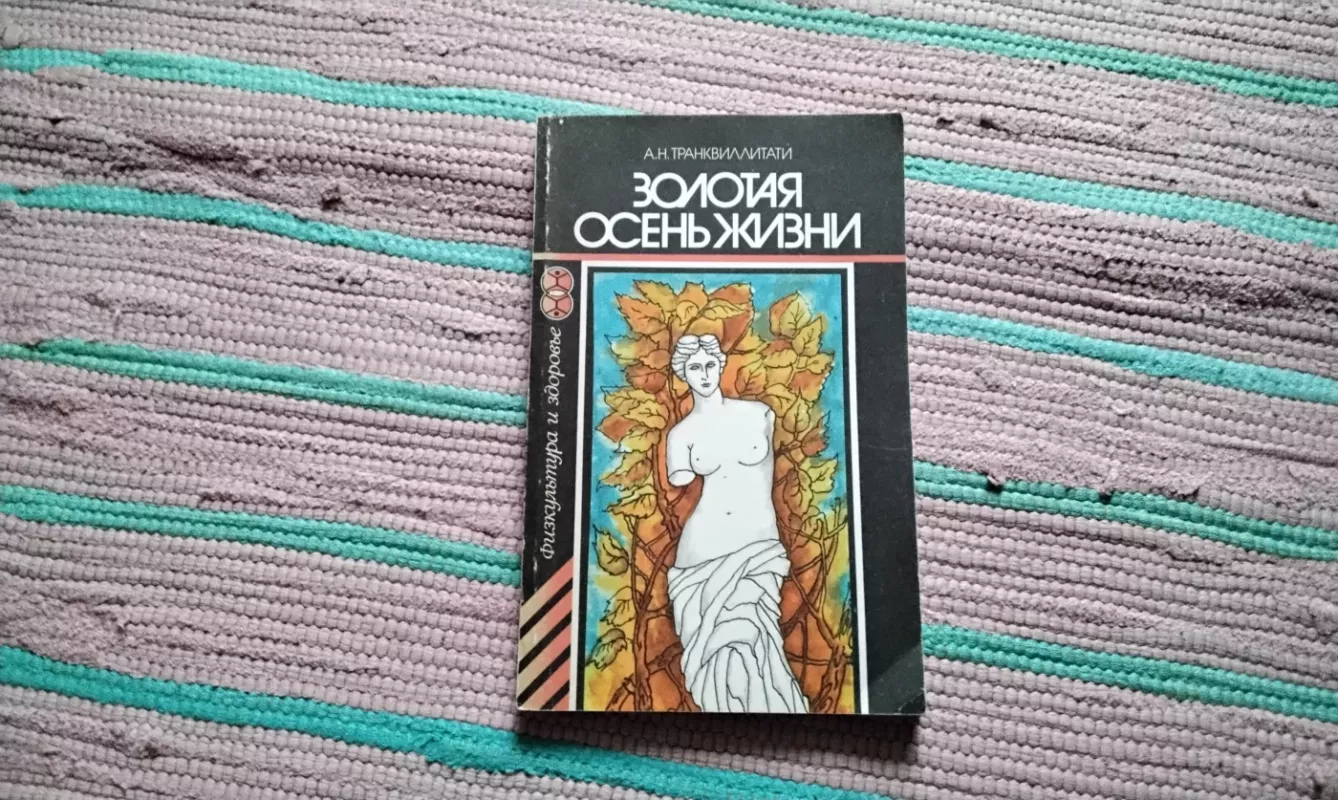 А.Н. ТРАНКВИЛЛИТАТИ
ЗОЛОТАЯ
ОСЕНЬ ЖИЗНИ
Физкультура и здоровье